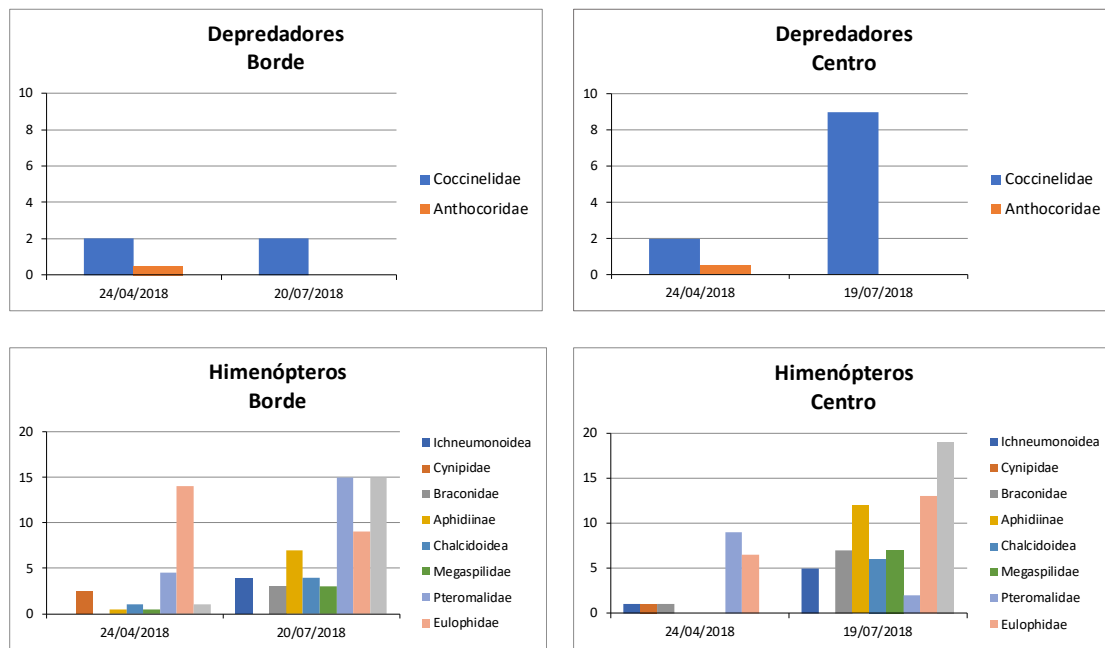 Depredadores
Borde
10
8
6
4
2
0
24/04/2018
20/07/2018
Coccinelidae
Anthocoridae
Depredadores
Centro
10
8
6
4
2
0
24/04/2018
19/07/2018
Coccinelidae
Anthocoridae
Himenópteros
Borde
20
15
10
5
0
24/04/2018
20/07/2018
Ichneumonoidea
Cynipidae
Braconidae
Aphidiinae
Chalcidoidea
Megaspilidae
Pteromalidae
Eulophidae
Himenópteros
Centro
20
15
10
5
0
24/04/2018
19/07/2018
Ichneumonoidea
Cynipidae
Braconidae
Aphidiinae
Chalcidoidea
Megaspilidae
Pteromalidae
Eulophidae